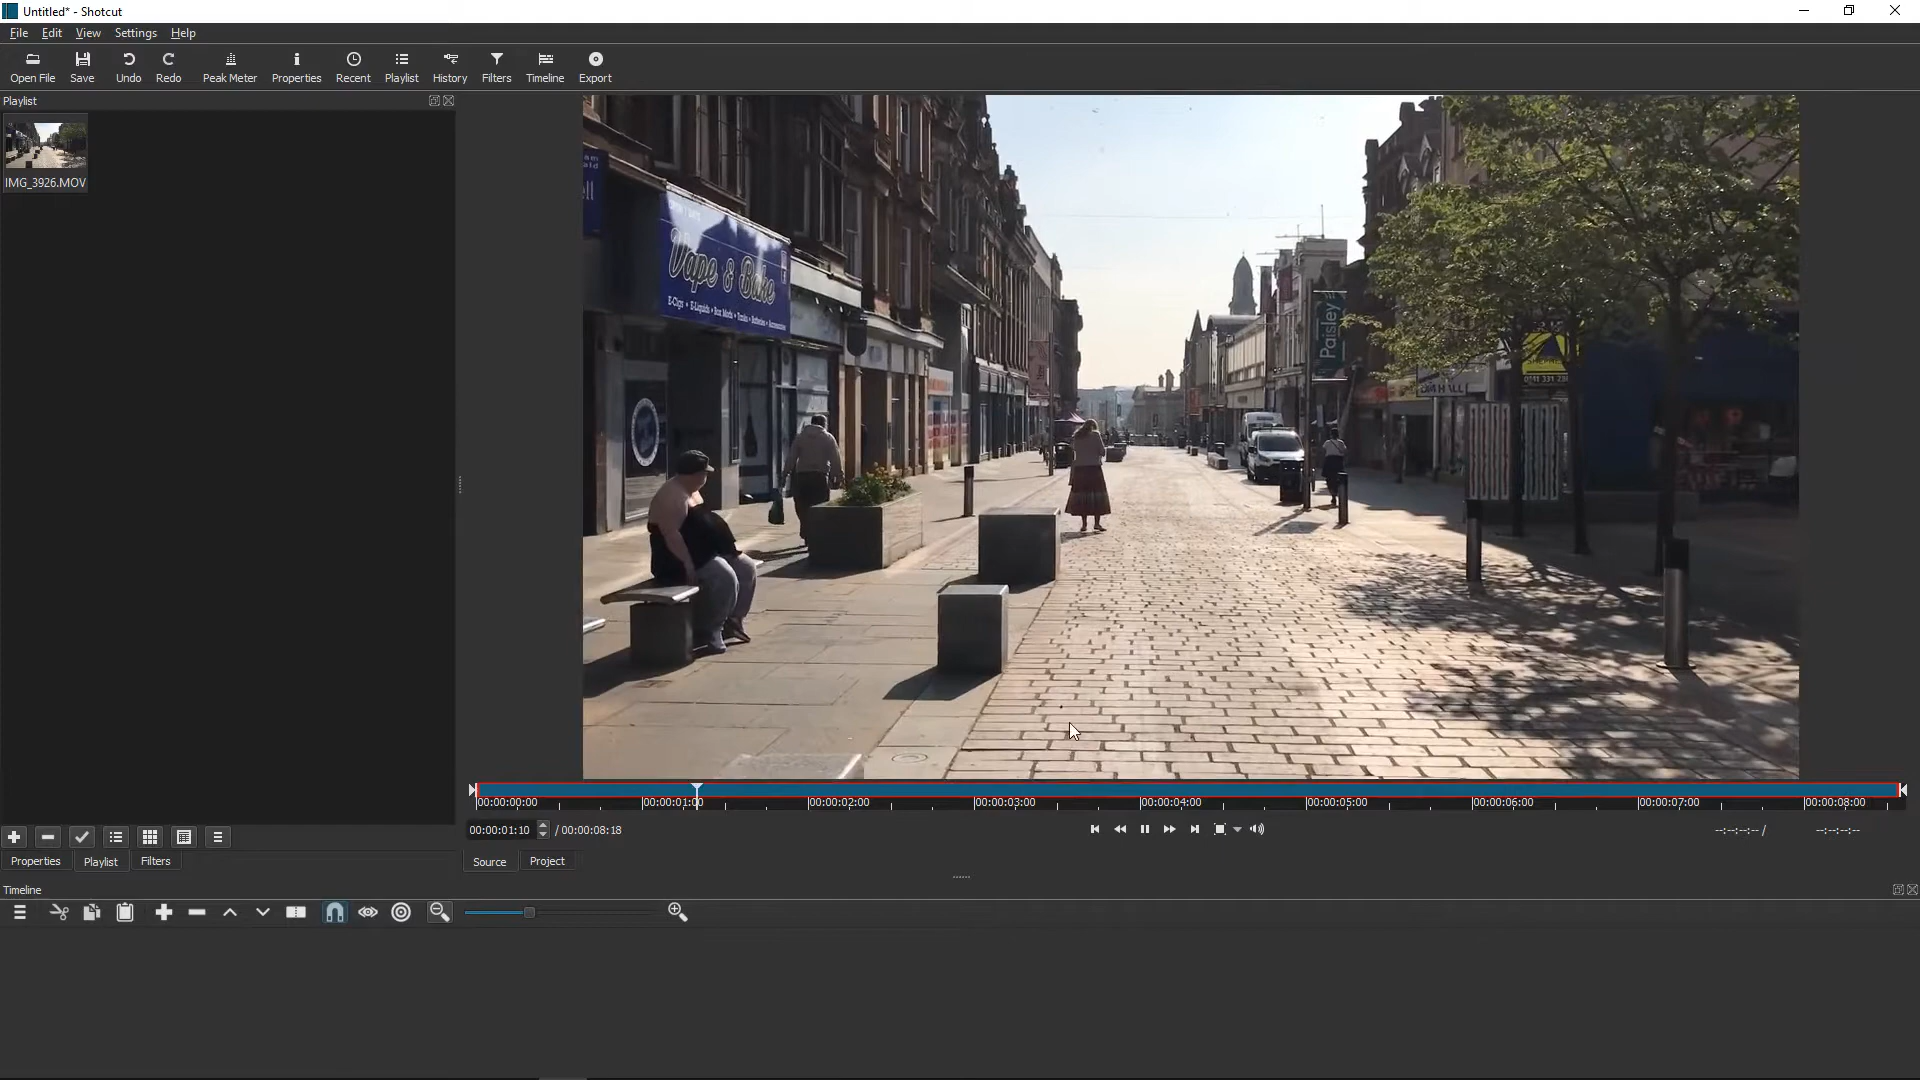 Untitled* - Shotcut
File Edit View Settings Help
Open File Save Undo Redo Peak Meter Properties Recent Playlist History Filters Timeline Export
Playlist
IMG_3926.MOV
Vape & Bake
Paisley
00:00:00:00 00:00:01:00 00:00:02:00 00:00:03:00 00:00:04:00 00:00:05:00 00:00:06:00 00:00:07:00 00:00:08:00
00:00:01:10 / 00:00:08:18 --:--:--:-- / --:--:--:--
Properties Playlist Filters
Source Project
Timeline